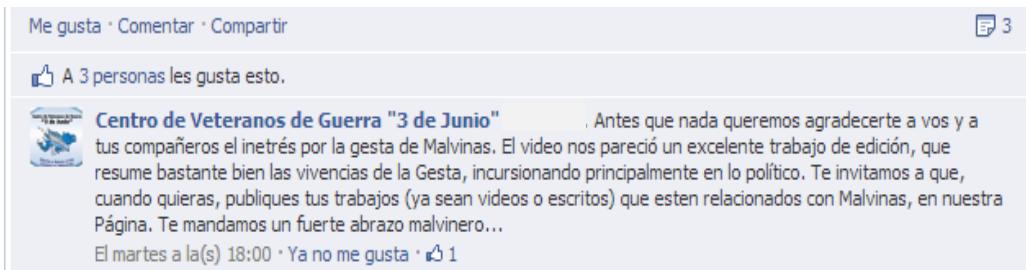 Me gusta · Comentar · Compartir 3
A 3 personas les gusta esto.
Centro de Veteranos de Guerra "3 de Junio" . Antes que nada queremos agradecerte a vos y a
tus compañeros el inetrés por la gesta de Malvinas. El video nos pareció un excelente trabajo de edición, que
resume bastante bien las vivencias de la Gesta, incursionando principalmente en lo político. Te invitamos a que,
cuando quieras, publiques tus trabajos (ya sean videos o escritos) que esten relacionados con Malvinas, en nuestra
Página. Te mandamos un fuerte abrazo malvinero...
El martes a la(s) 18:00 · Ya no me gusta · 1